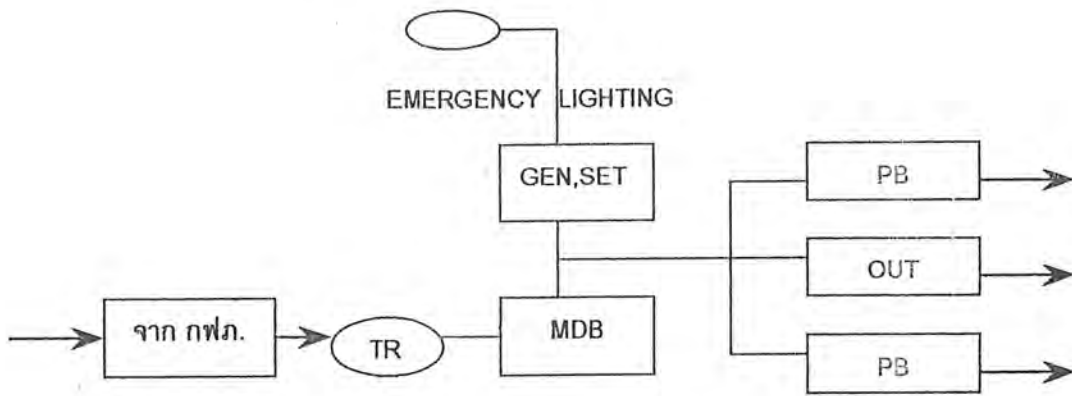 EMERGENCY LIGHTING
GEN,SET
PB
OUT
จาก กฟภ.
TR
MDB
PB